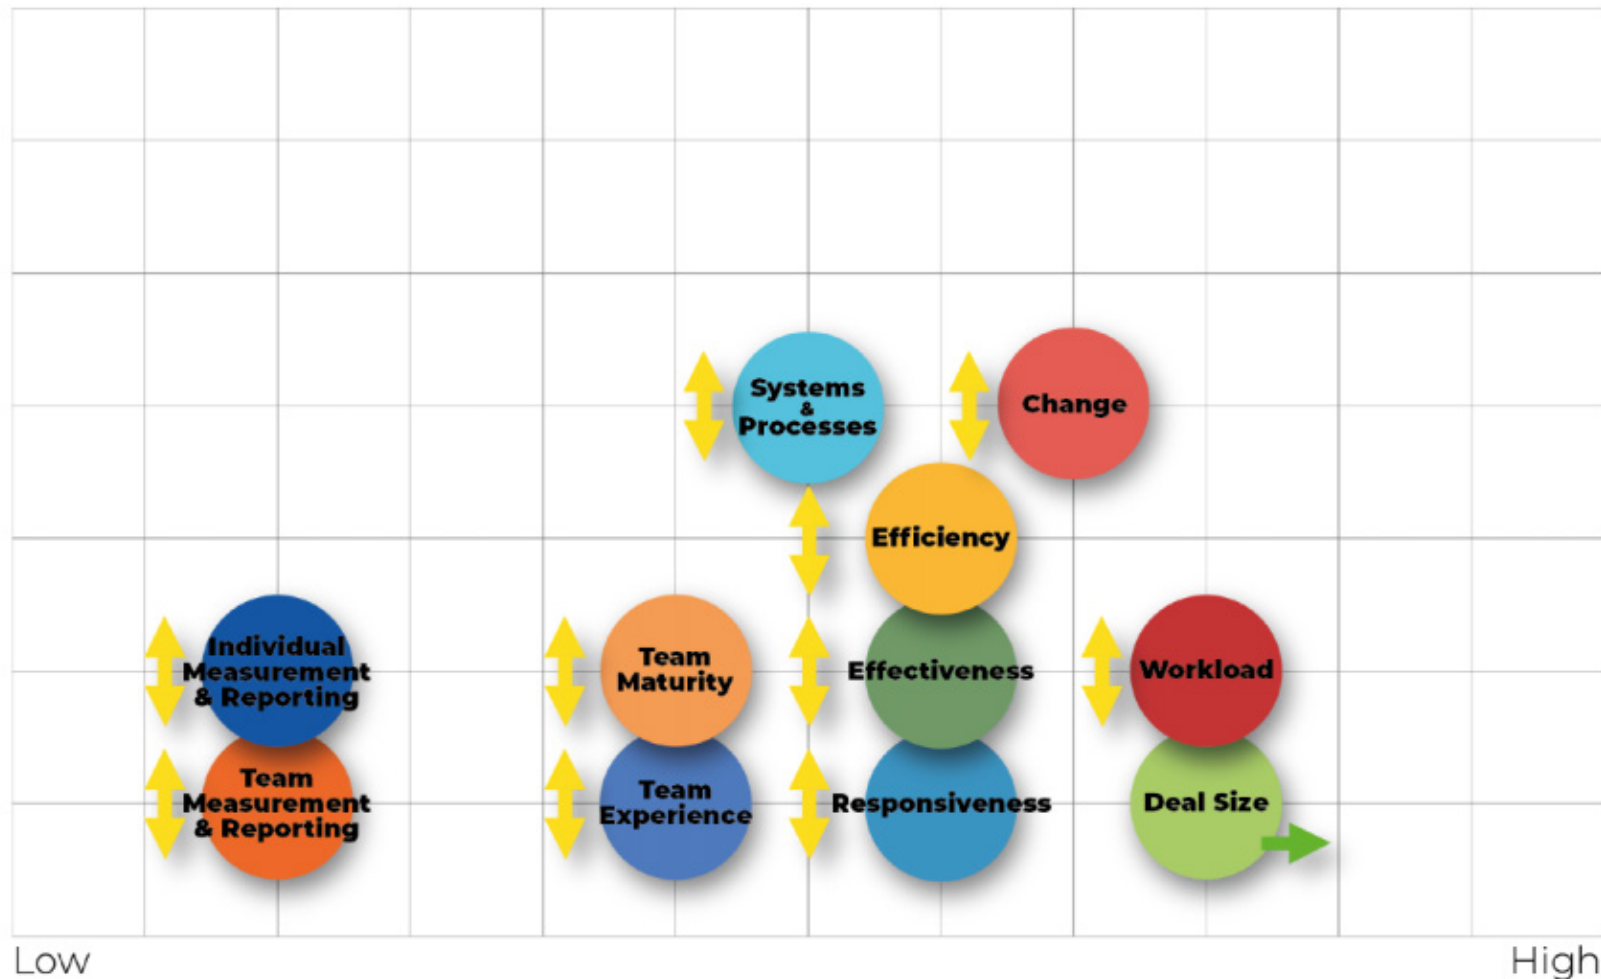 Systems
&
Processes
Change
Efficiency
Individual
Measurement
& Reporting
Team
Maturity
Effectiveness
Workload
Team
Measurement
& Reporting
Team
Experience
Responsiveness
Deal Size
Low
High